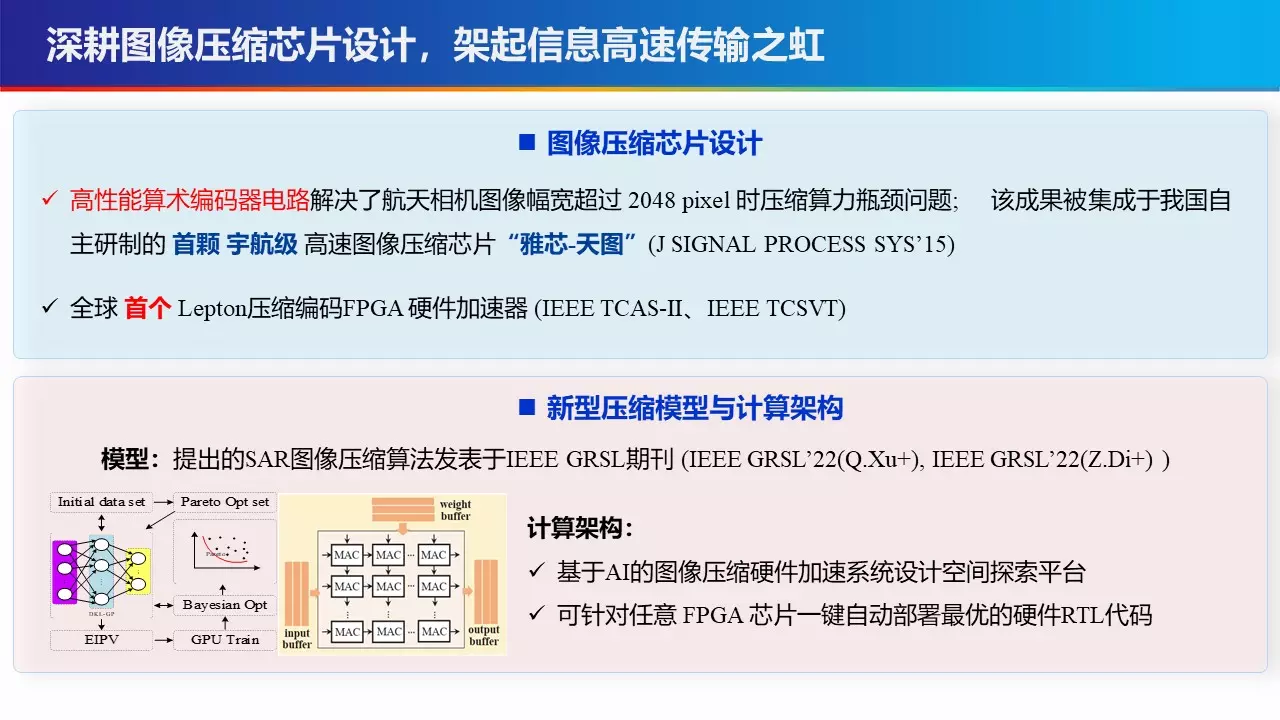 深耕图像压缩芯片设计，架起信息高速传输之虹
■ 图像压缩芯片设计
✓ 高性能算术编码器电路解决了航天相机图像幅宽超过 2048 pixel 时压缩算力瓶颈问题; 该成果被集成于我国自
主研制的 首颗 宇航级 高速图像压缩芯片“雅芯-天图”(J SIGNAL PROCESS SYS’15)
✓ 全球 首个 Lepton压缩编码FPGA 硬件加速器 (IEEE TCAS-II、IEEE TCSVT)
■ 新型压缩模型与计算架构
模型：提出的SAR图像压缩算法发表于IEEE GRSL期刊 (IEEE GRSL’22(Q.Xu+), IEEE GRSL’22(Z.Di+) )
Initial data set
Pareto Opt set
Pareto
DKL-GP
Bayesian Opt
EIPV
GPU Train
weight
buffer
MAC MAC ... MAC
MAC MAC ... MAC
⋮ ⋮ ⋮
MAC MAC ... MAC
input
buffer
output
buffer
计算架构：
✓ 基于AI的图像压缩硬件加速系统设计空间探索平台
✓ 可针对任意 FPGA 芯片一键自动部署最优的硬件RTL代码